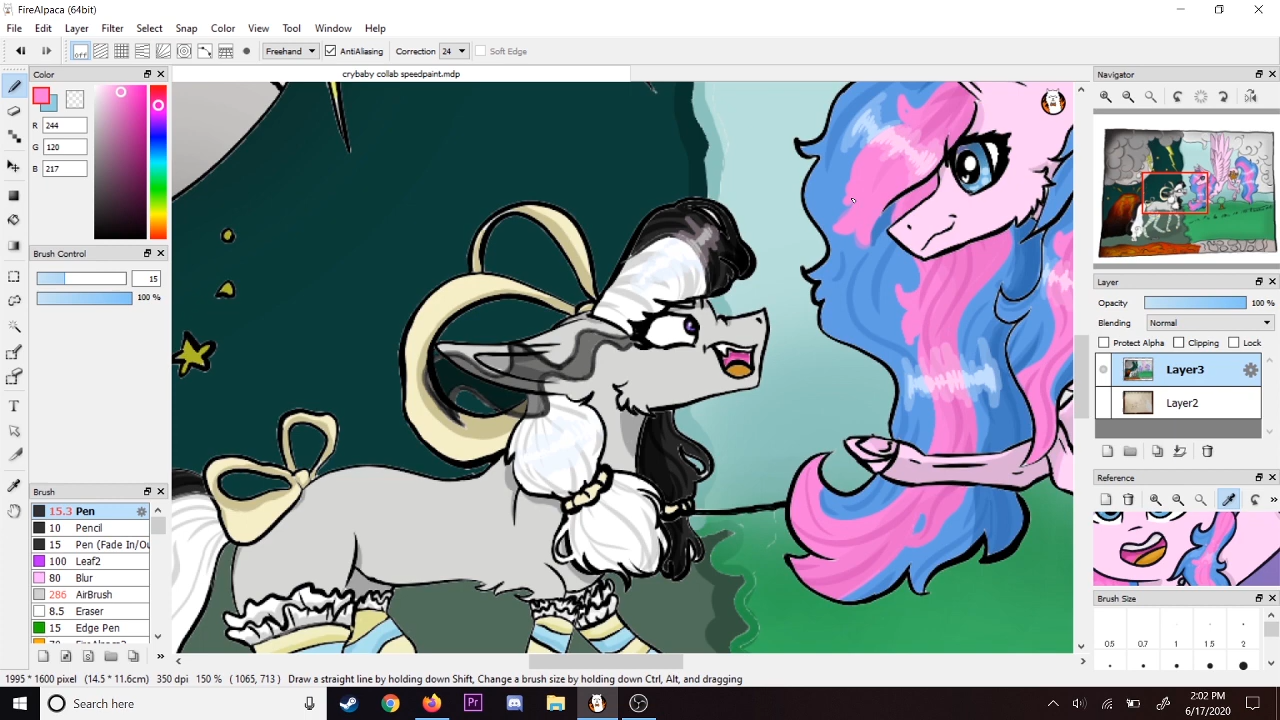 FireAlpaca (64bit)
File Edit Layer Filter Select Snap Color View Tool Window Help
off Freehand AntiAliasing Correction 24 Soft Edge
Color crybaby collab speedpaint.mdp Navigator
R 244
G 120
B 217
Brush Control
15
100 %
Layer
Opacity 100 %
Blending Normal
Protect Alpha Clipping Lock
Layer3
Layer2
Reference
Brush
15.3 Pen
10 Pencil
15 Pen (Fade In/Ou
100 Leaf2
80 Blur
286 AirBrush
8.5 Eraser
15 Edge Pen
Brush Size
0.5 0.7 1 1.5 2
1995 * 1600 pixel (14.5 * 11.6cm) 350 dpi 150 % ( 1065, 713 ) Draw a straight line by holding down Shift, Change a brush size by holding down Ctrl, Alt, and dragging
Search here
Pr
2:02 PM
6/17/2020